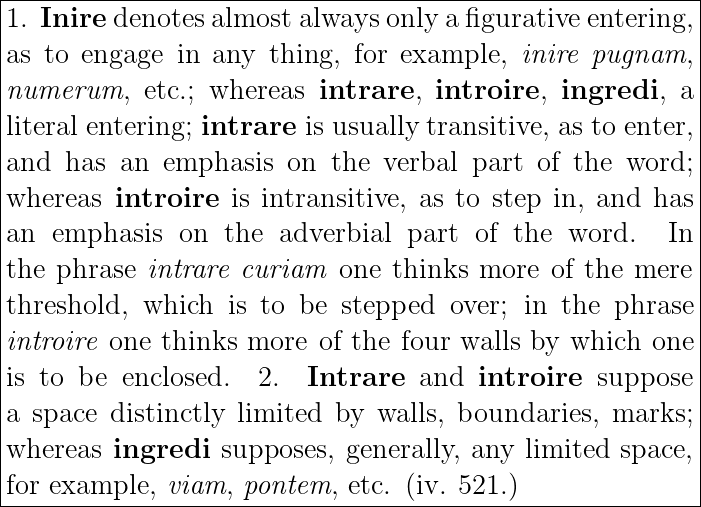 1. Inire denotes almost always only a figurative entering,
as to engage in any thing, for example, inire pugnam,
numerum, etc.; whereas intrare, introire, ingredi, a
literal entering; intrare is usually transitive, as to enter,
and has an emphasis on the verbal part of the word;
whereas introire is intransitive, as to step in, and has
an emphasis on the adverbial part of the word. In
the phrase intrare curiam one thinks more of the mere
threshold, which is to be stepped over; in the phrase
introire one thinks more of the four walls by which one
is to be enclosed. 2. Intrare and introire suppose
a space distinctly limited by walls, boundaries, marks;
whereas ingredi supposes, generally, any limited space,
for example, viam, pontem, etc. (iv. 521.)